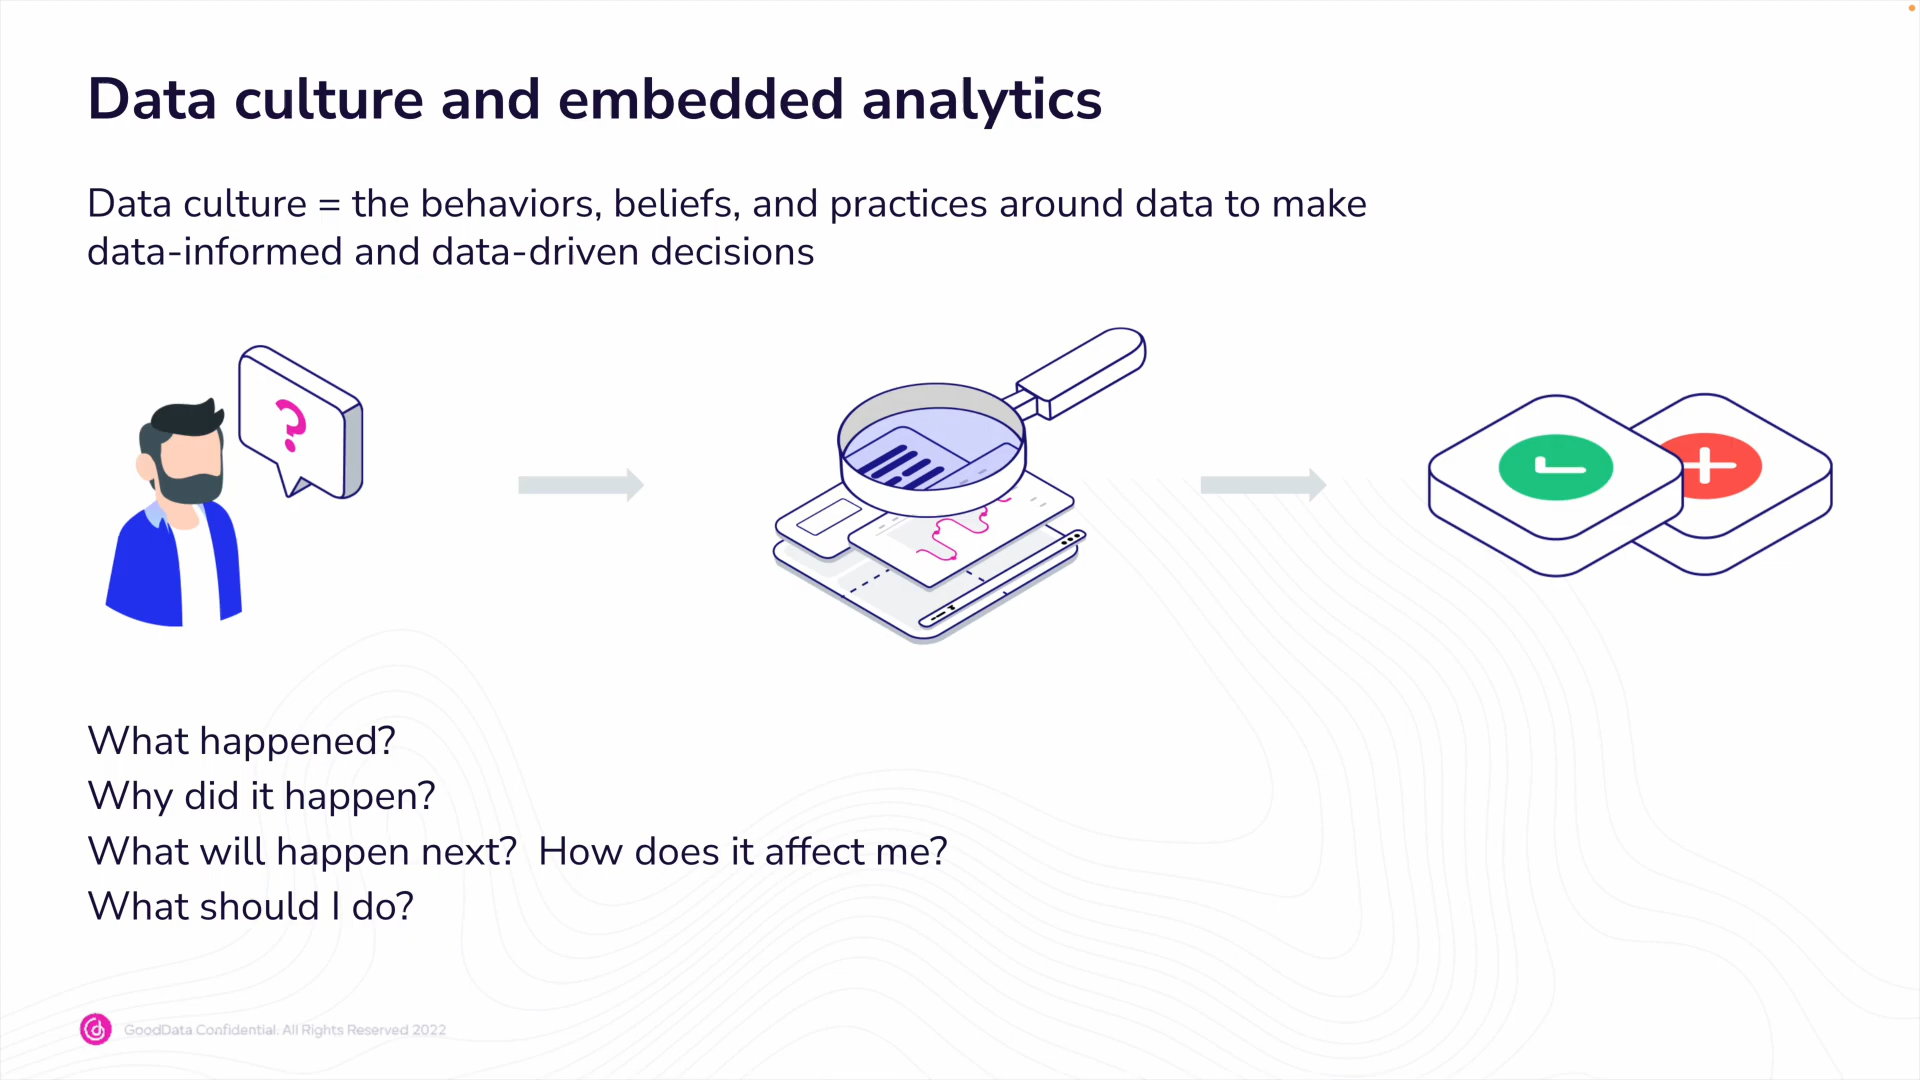 Data culture and embedded analytics
Data culture = the behaviors, beliefs, and practices around data to make
data-informed and data-driven decisions
?
What happened?
Why did it happen?
What will happen next?  How does it affect me?
What should I do?
GoodData Confidential. All Rights Reserved 2022